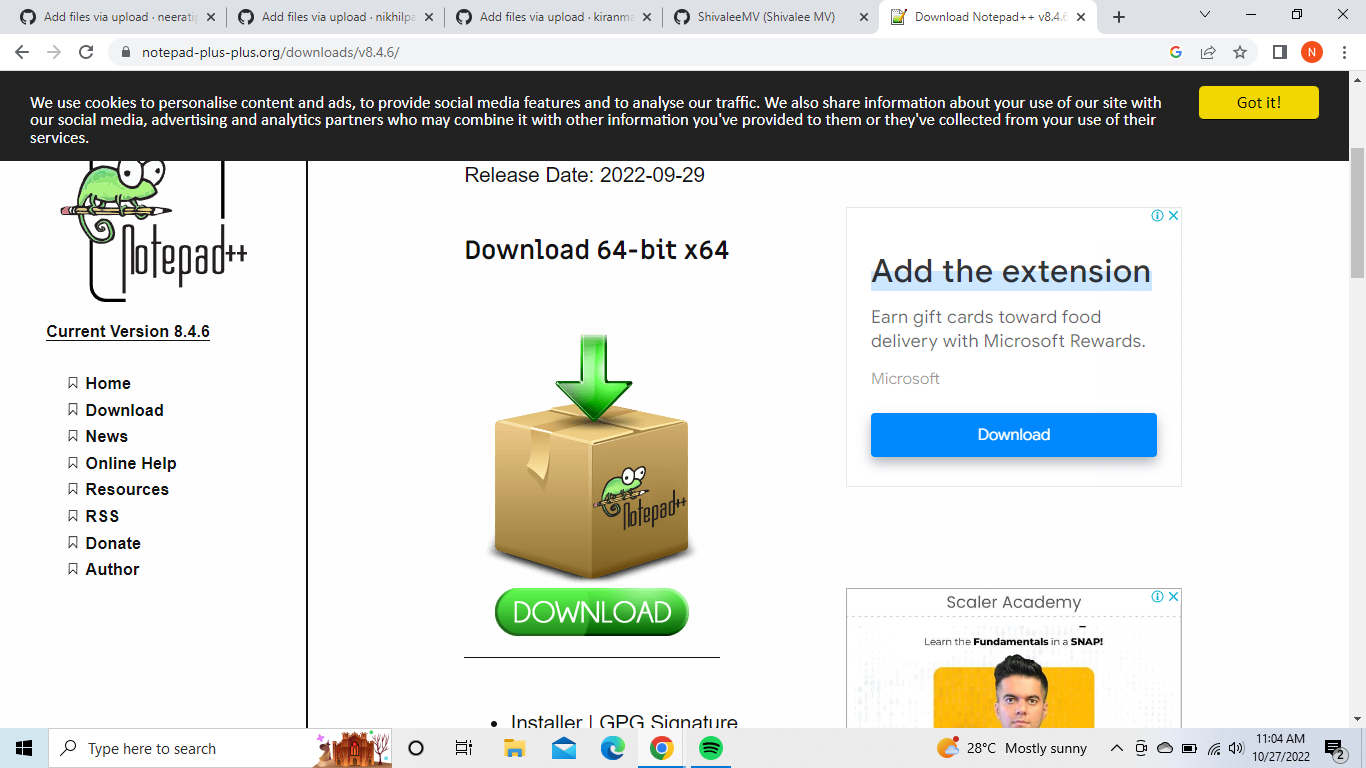 Add files via upload · neeratip
Add files via upload · nikhilpa
Add files via upload · kiranma
ShivaleeMV (Shivalee MV)
Download Notepad++ v8.4.6
notepad-plus-plus.org/downloads/v8.4.6/
N
We use cookies to personalise content and ads, to provide social media features and to analyse our traffic. We also share information about your use of our site with
our social media, advertising and analytics partners who may combine it with other information you've provided to them or they've collected from your use of their
services.
Got it!
Notepad++
Current Version 8.4.6
Home
Download
News
Online Help
Resources
RSS
Donate
Author
Release Date: 2022-09-29
Download 64-bit x64
Notepad++
DOWNLOAD
Installer | GPG Signature
Add the extension
Earn gift cards toward food
delivery with Microsoft Rewards.
Microsoft
Download
Scaler Academy
Learn the Fundamentals in a SNAP!
Type here to search
28°C Mostly sunny
11:04 AM
10/27/2022
2